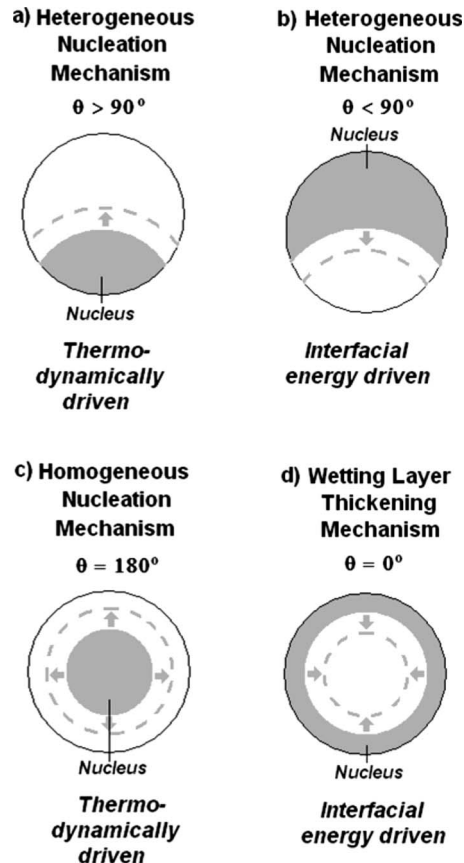 a) Heterogeneous
Nucleation
Mechanism
θ > 90°
Nucleus
Thermo-
dynamically
driven
b) Heterogeneous
Nucleation
Mechanism
θ < 90°
Nucleus
Interfacial
energy driven
c) Homogeneous
Nucleation
Mechanism
θ = 180°
Nucleus
Thermo-
dynamically
driven
d) Wetting Layer
Thickening
Mechanism
θ = 0°
Nucleus
Interfacial
energy driven